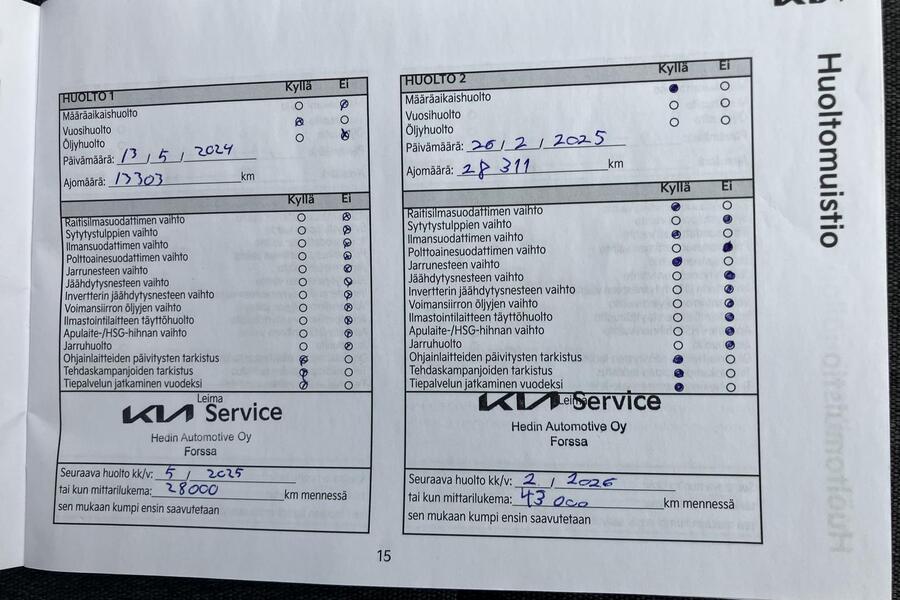 Huoltomuistio
HUOLTO 1 Kyllä Ei
Määräaikaishuolto
Vuosihuolto
Öljyhuolto
Päivämäärä: 13 / 5 / 2024
Ajomäärä: 13303 km
Kyllä Ei
Raitisilmasuodattimen vaihto
Sytytystulppien vaihto
Ilmansuodattimen vaihto
Polttoainesuodattimen vaihto
Jarrunesteen vaihto
Jäähdytysnesteen vaihto
Invertterin jäähdytysnesteen vaihto
Voimansiirron öljyjen vaihto
Ilmastointilaitteen täyttöhuolto
Apulaite-/HSG-hihnan vaihto
Jarruhuolto
Ohjainlaitteiden päivitysten tarkistus
Tehdaskampanjoiden tarkistus
Tiepalvelun jatkaminen vuodeksi
Leima
KIA Service
Hedin Automotive Oy
Forssa
Seuraava huolto kk/v: 5 / 2025
tai kun mittarilukema: 28000 km mennessä
sen mukaan kumpi ensin saavutetaan
HUOLTO 2 Kyllä Ei
Määräaikaishuolto
Vuosihuolto
Öljyhuolto
Päivämäärä: 26 / 2 / 2025
Ajomäärä: 28 311 km
Kyllä Ei
Raitisilmasuodattimen vaihto
Sytytystulppien vaihto
Ilmansuodattimen vaihto
Polttoainesuodattimen vaihto
Jarrunesteen vaihto
Jäähdytysnesteen vaihto
Invertterin jäähdytysnesteen vaihto
Voimansiirron öljyjen vaihto
Ilmastointilaitteen täyttöhuolto
Apulaite-/HSG-hihnan vaihto
Jarruhuolto
Ohjainlaitteiden päivitysten tarkistus
Tehdaskampanjoiden tarkistus
Tiepalvelun jatkaminen vuodeksi
Leima
KIA Service
Hedin Automotive Oy
Forssa
Seuraava huolto kk/v: 2 / 2026
tai kun mittarilukema: 43 000 km mennessä
sen mukaan kumpi ensin saavutetaan
15